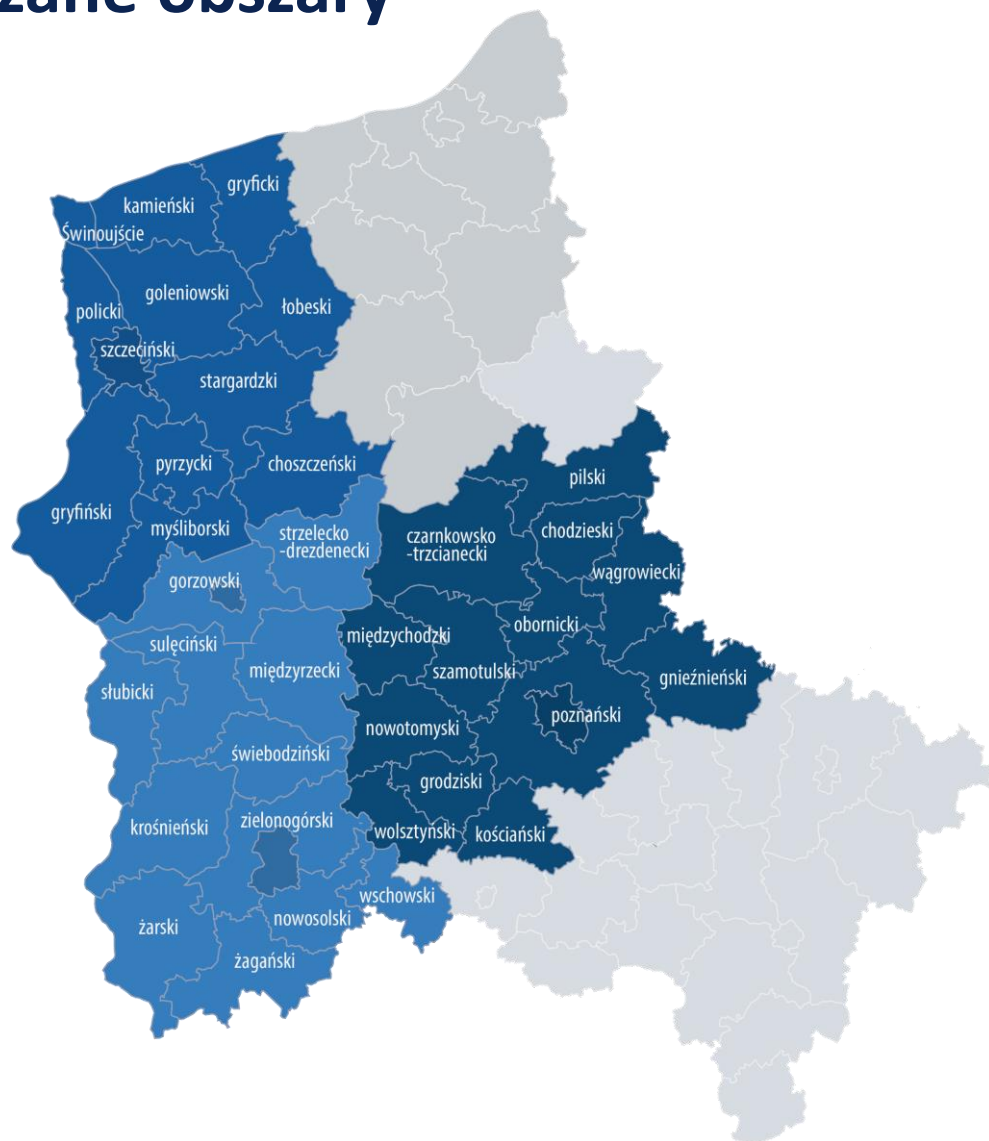 obszary
gryficki
kamieński
Świnoujście
goleniowski
łobeski
policki
szczeciński
stargardzki
pyrzycki
choszczeński
pilski
gryfiński
myśliborski
strzelecko
-drezdenecki
czarnkowsko
-trzcianecki
chodzieski
gorzowski
wągrowiecki
obornicki
międzychodzki
sulęciński
międzyrzecki
szamotulski
gnieźnieński
słubicki
poznański
nowotomyski
świebodziński
grodziski
krośnieński
zielonogórski
wolsztyński
kościański
wschowski
nowosolski
żarski
żagański